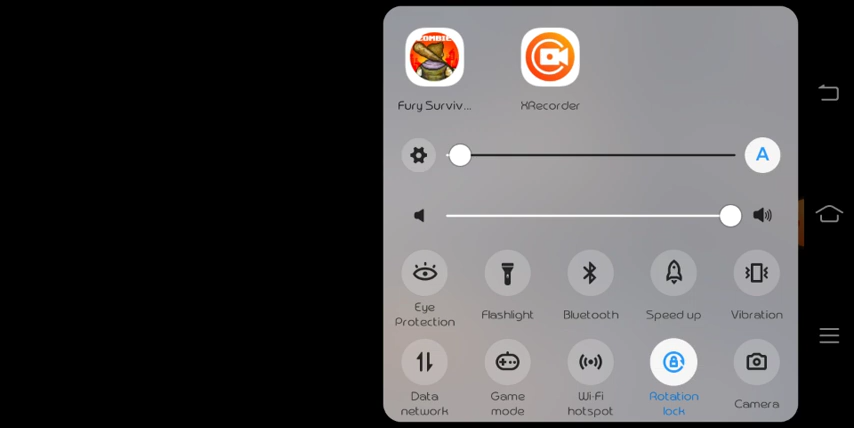 ZOMBIE
Fury Surviv...
XRecorder
A
Eye
Protection
Flashlight
Bluetooth
Speed up
Vibration
Data
network
Game
mode
Wi-Fi
hotspot
Rotation
lock
Camera